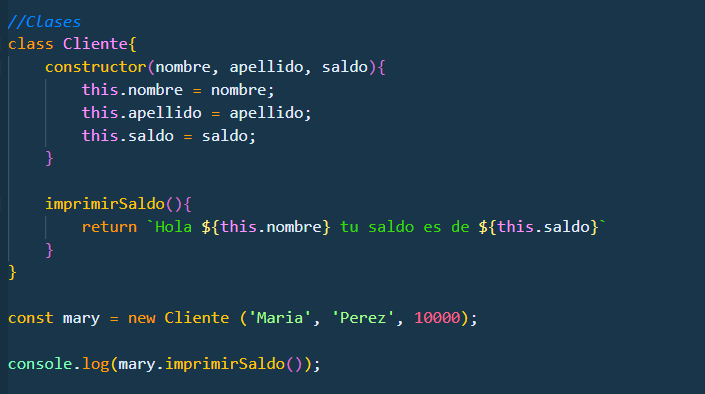 //Clases
class Cliente{
    constructor(nombre, apellido, saldo){
        this.nombre = nombre;
        this.apellido = apellido;
        this.saldo = saldo;
    }

    imprimirSaldo(){
        return `Hola ${this.nombre} tu saldo es de ${this.saldo}`
    }
}

const mary = new Cliente ('Maria', 'Perez', 10000);

console.log(mary.imprimirSaldo());